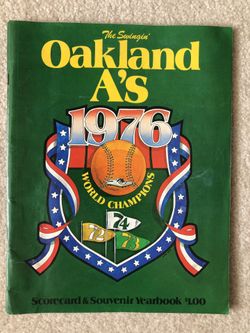 The Swingin'
Oakland
A's
1976
WORLD CHAMPIONS
74
72 73
Scorecard & Souvenir Yearbook $1.00